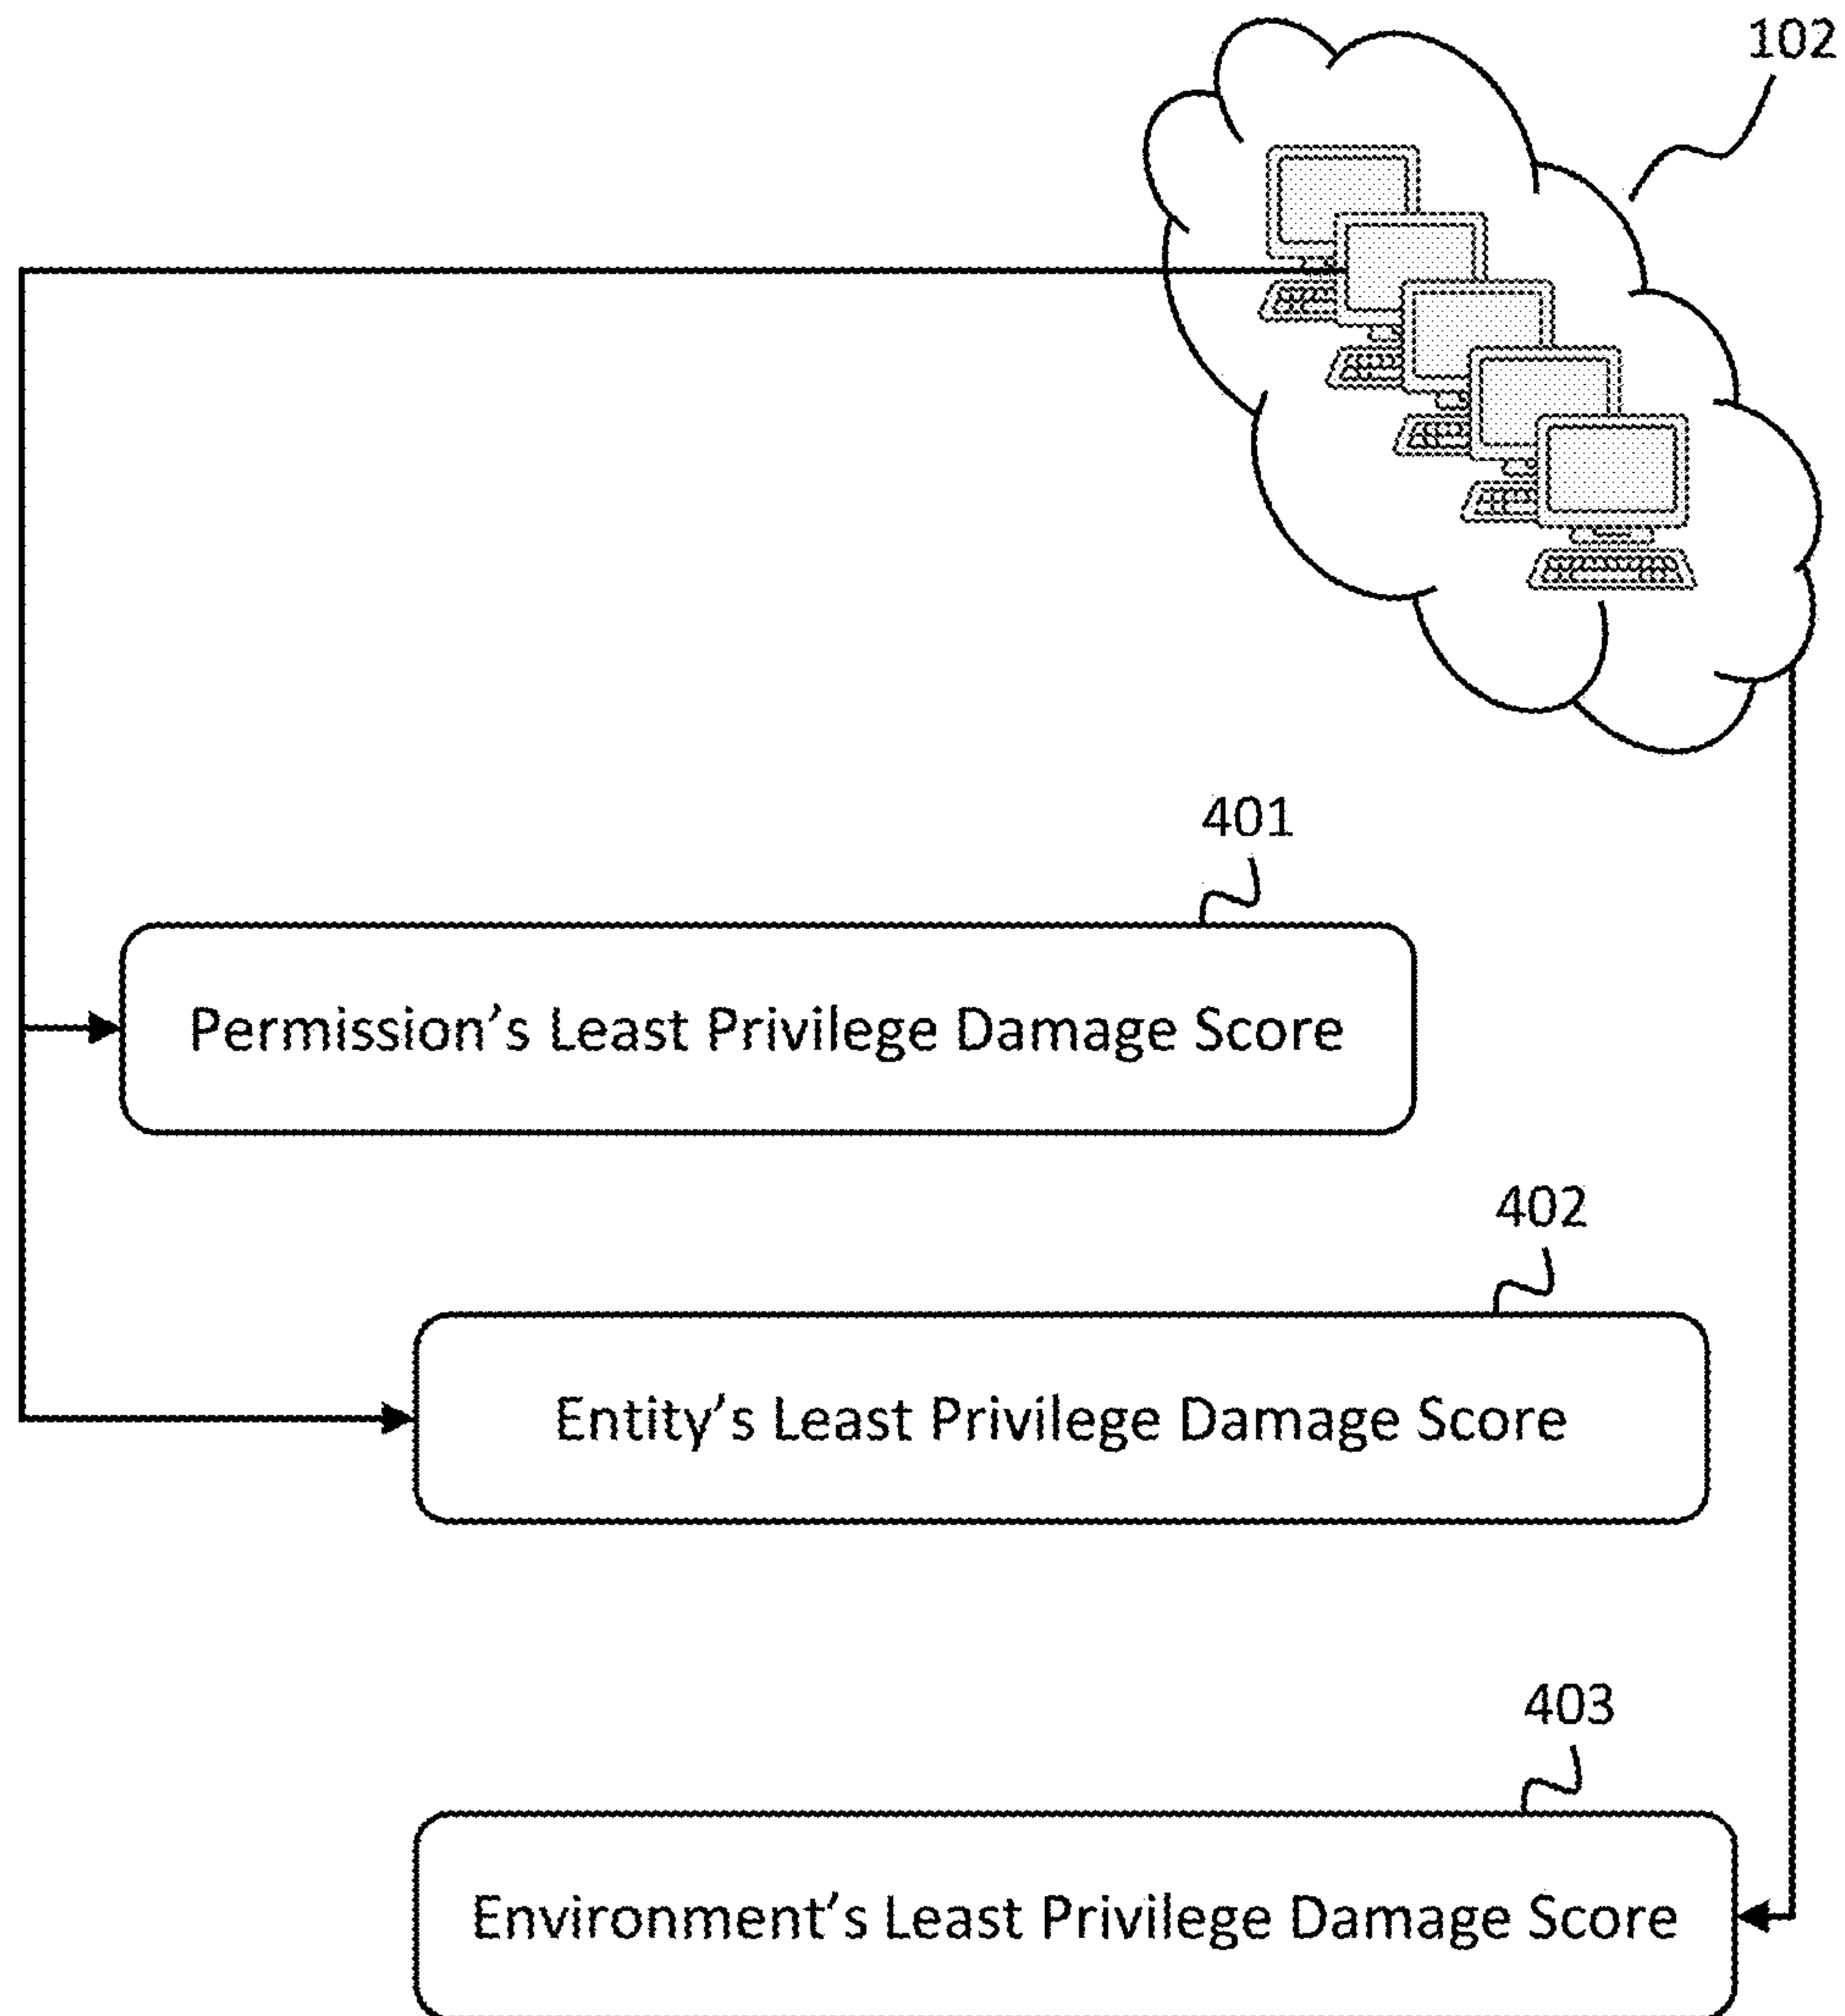 102
401
Permission’s Least Privilege Damage Score
402
Entity’s Least Privilege Damage Score
403
Environment’s Least Privilege Damage Score